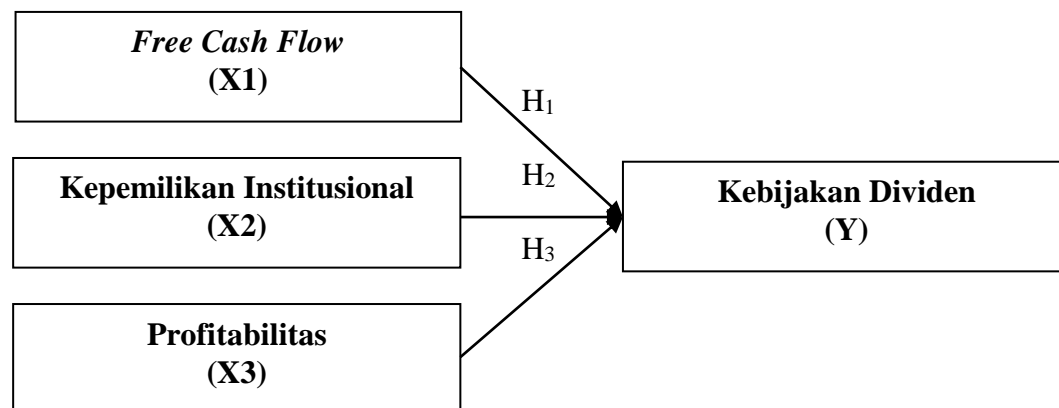 Free Cash Flow
(X1)
H₁
Kepemilikan Institusional
(X2)
H₂
Kebijakan Dividen
(Y)
H₃
Profitabilitas
(X3)